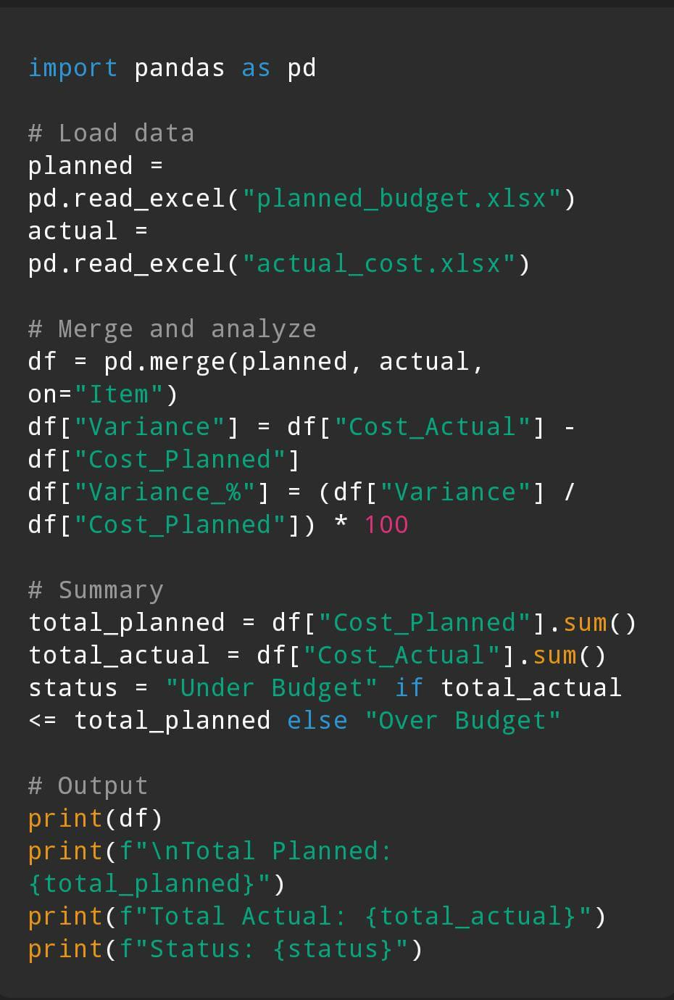 import pandas as pd
# Load data
planned =
pd.read_excel("planned_budget.xlsx")
actual =
pd.read_excel("actual_cost.xlsx")
# Merge and analyze
df = pd.merge(planned, actual,
on="Item")
df["Variance"] = df["Cost_Actual"] -
df["Cost_Planned"]
df["Variance_%"] = (df["Variance"] /
df["Cost_Planned"]) * 100
# Summary
total_planned = df["Cost_Planned"].sum()
total_actual = df["Cost_Actual"].sum()
status = "Under Budget" if total_actual
<= total_planned else "Over Budget"
# Output
print(df)
print(f"\nTotal Planned:
{total_planned}")
print(f"Total Actual: {total_actual}")
print(f"Status: {status}")